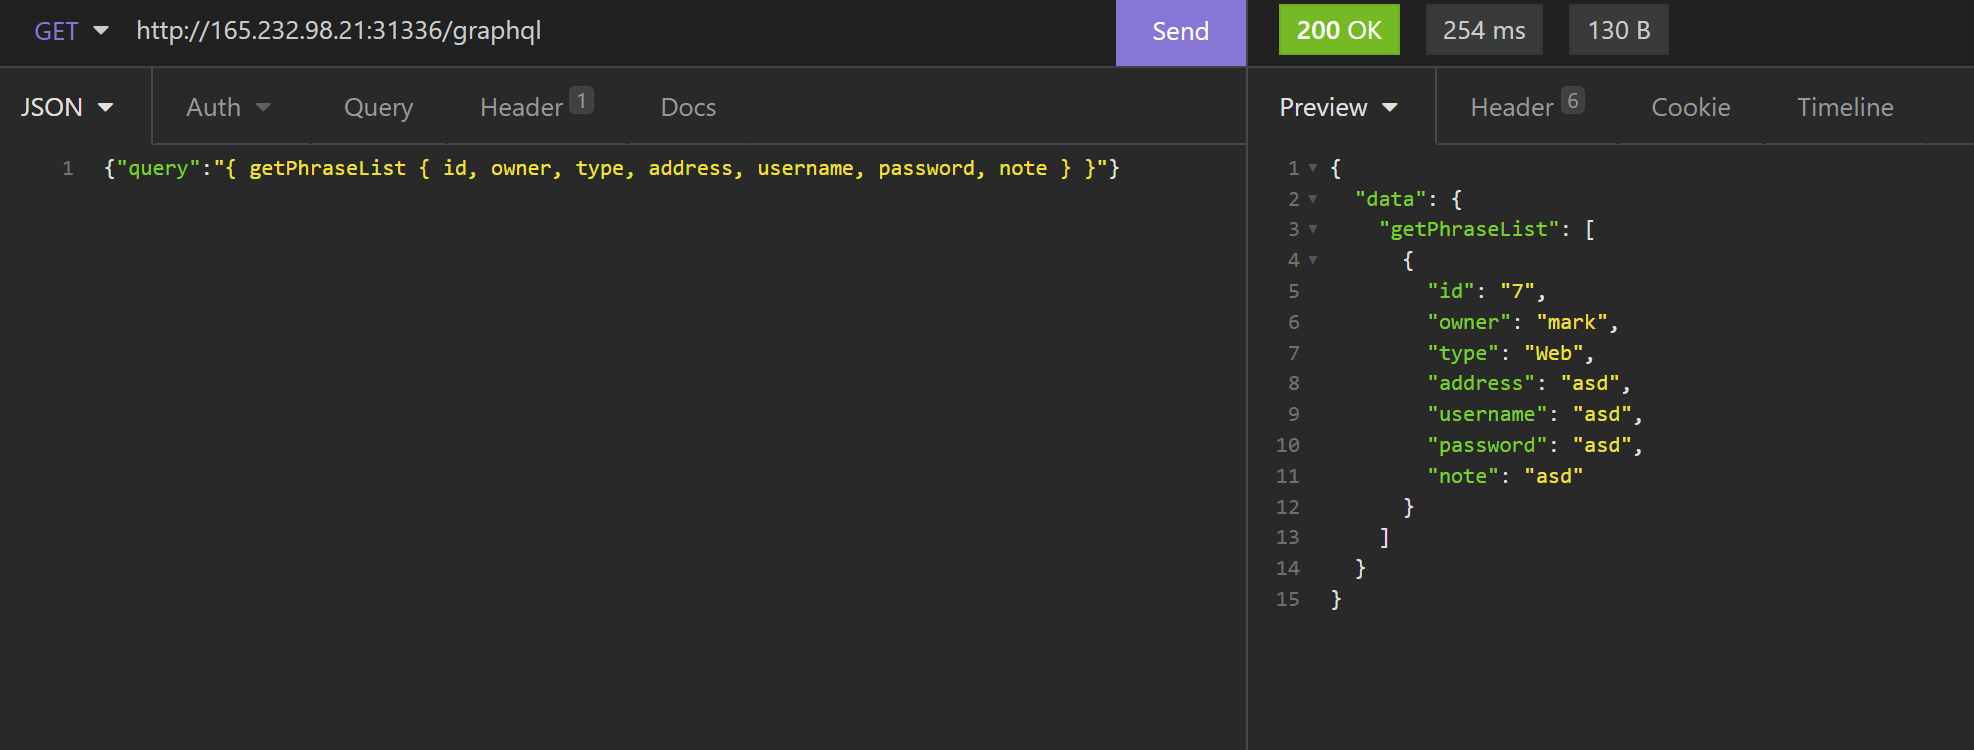 GET http://165.232.98.21:31336/graphql Send 200 OK 254 ms 130 B
JSON Auth Query Header 1 Docs
1 {"query":"{ getPhraseList { id, owner, type, address, username, password, note } }"}
Preview Header 6 Cookie Timeline
1 {
2 "data": {
3 "getPhraseList": [
4 {
5 "id": "7",
6 "owner": "mark",
7 "type": "Web",
8 "address": "asd",
9 "username": "asd",
10 "password": "asd",
11 "note": "asd"
12 }
13 ]
14 }
15 }